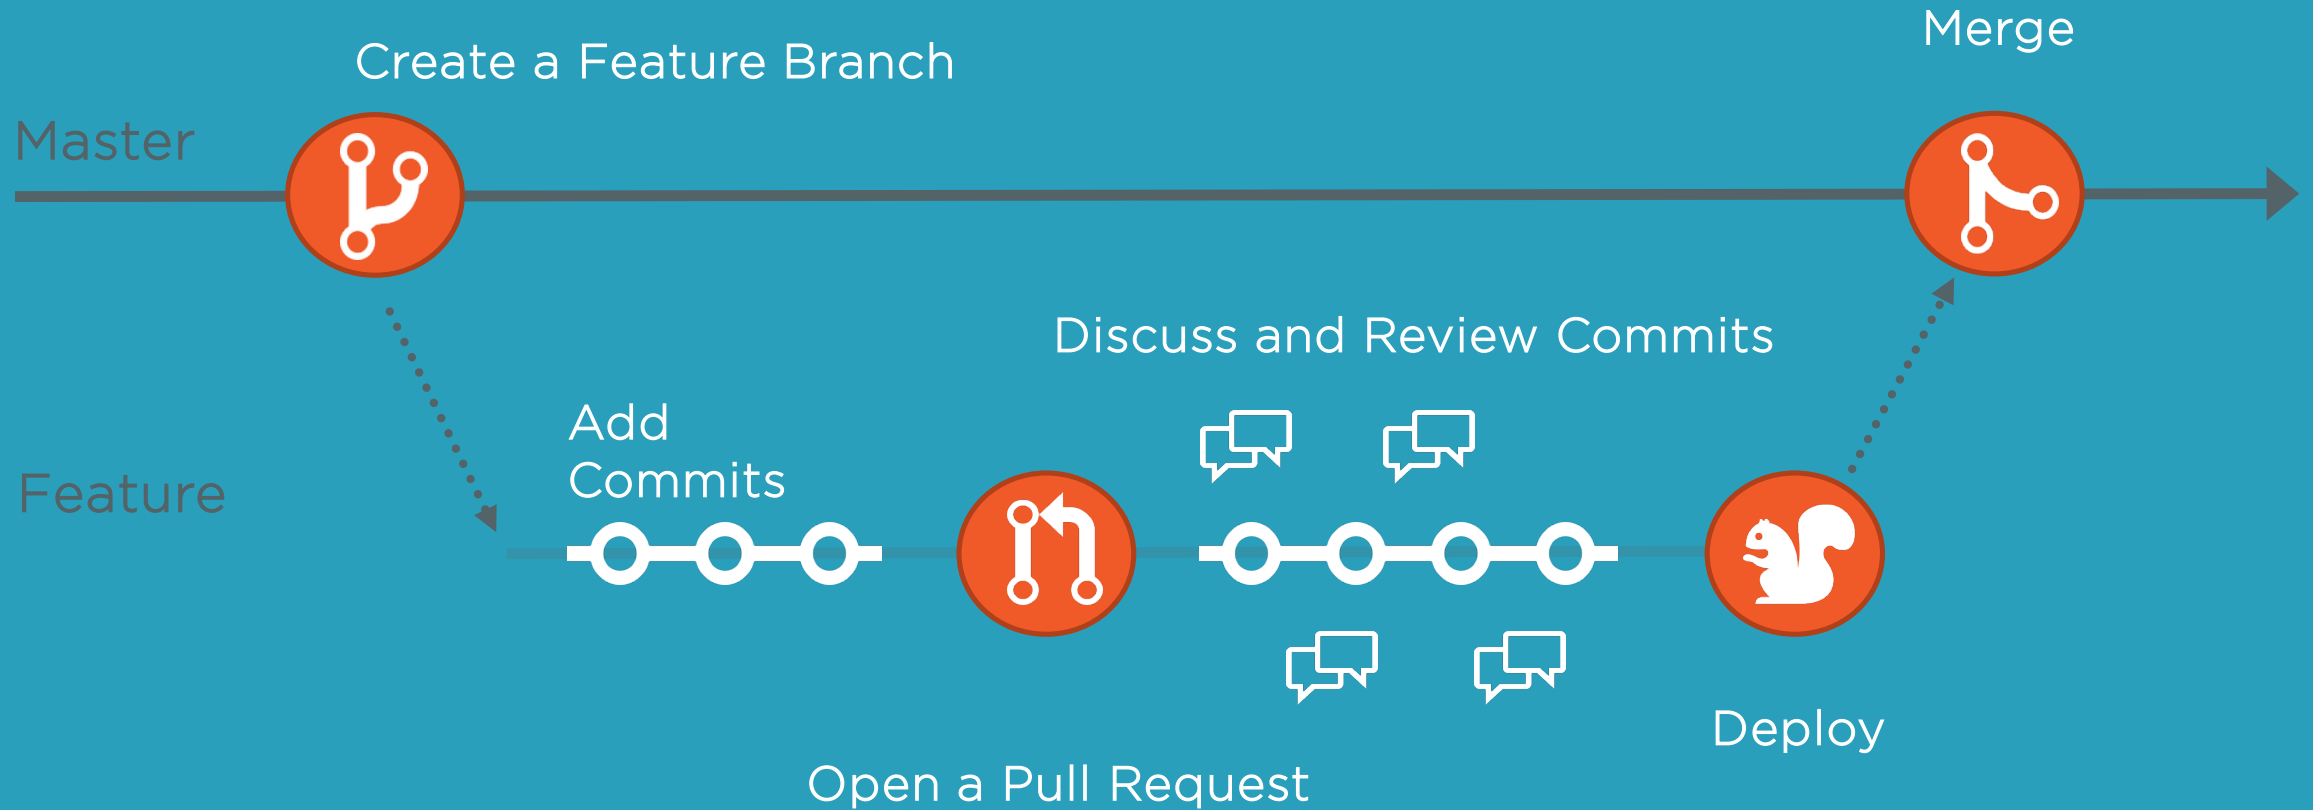 Merge
Create a Feature Branch
Master
Discuss and Review Commits
Add
Commits
Feature
Deploy
Open a Pull Request